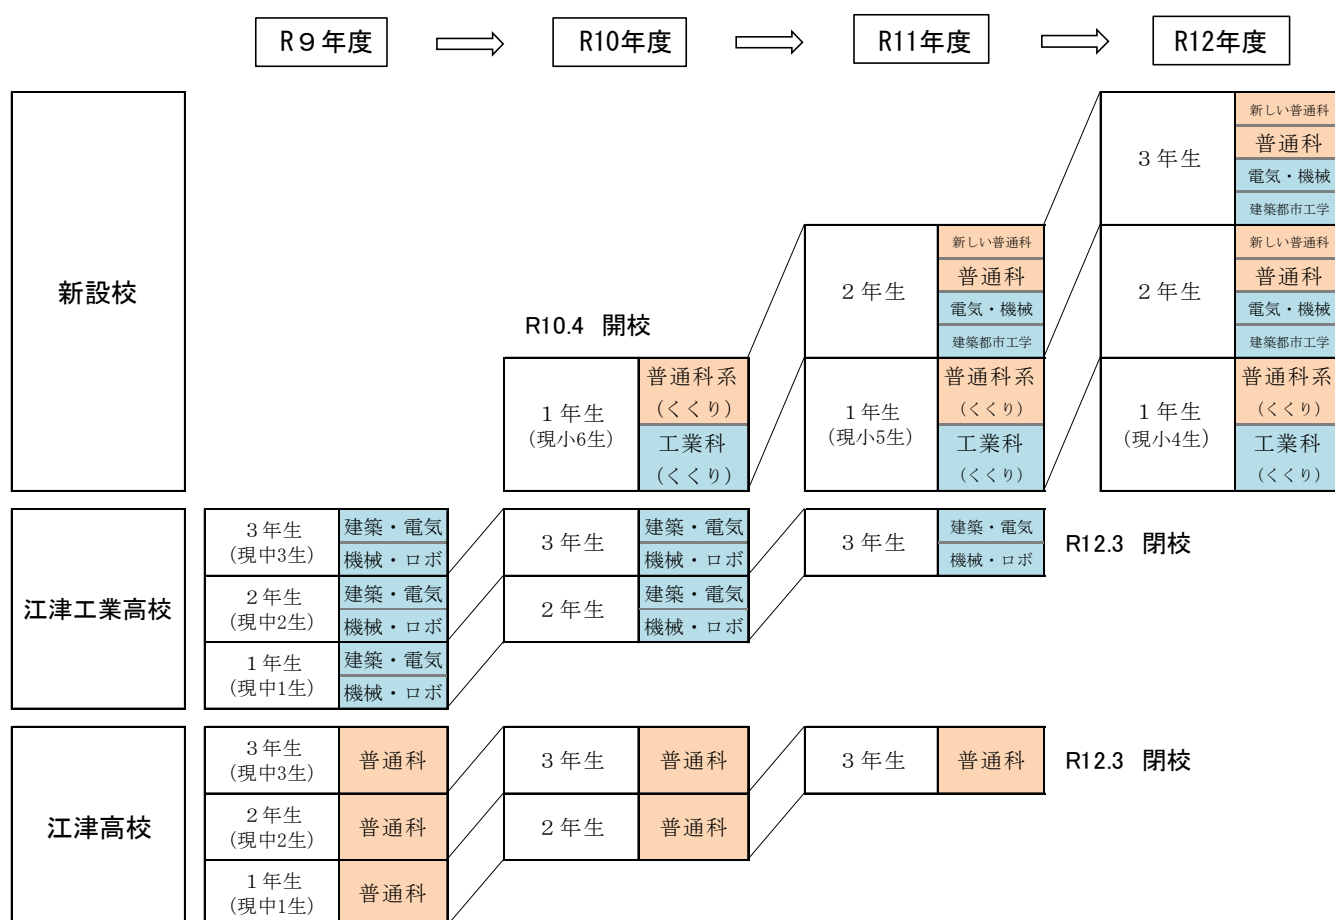 R９年度
R10年度
R11年度
R12年度
新設校
R10.4 開校
１年生
(現小6生)
普通科系
(くくり)
工業科
(くくり)
２年生
新しい普通科
普通科
電気・機械
建築都市工学
１年生
(現小5生)
普通科系
(くくり)
工業科
(くくり)
３年生
新しい普通科
普通科
電気・機械
建築都市工学
２年生
新しい普通科
普通科
電気・機械
建築都市工学
１年生
(現小4生)
普通科系
(くくり)
工業科
(くくり)
江津工業高校
３年生
(現中3生)
建築・電気
機械・ロボ
２年生
(現中2生)
建築・電気
機械・ロボ
１年生
(現中1生)
建築・電気
機械・ロボ
３年生
建築・電気
機械・ロボ
２年生
建築・電気
機械・ロボ
３年生
建築・電気
機械・ロボ
R12.3 閉校
江津高校
３年生
(現中3生)
普通科
２年生
(現中2生)
普通科
１年生
(現中1生)
普通科
３年生
普通科
２年生
普通科
３年生
普通科
R12.3 閉校